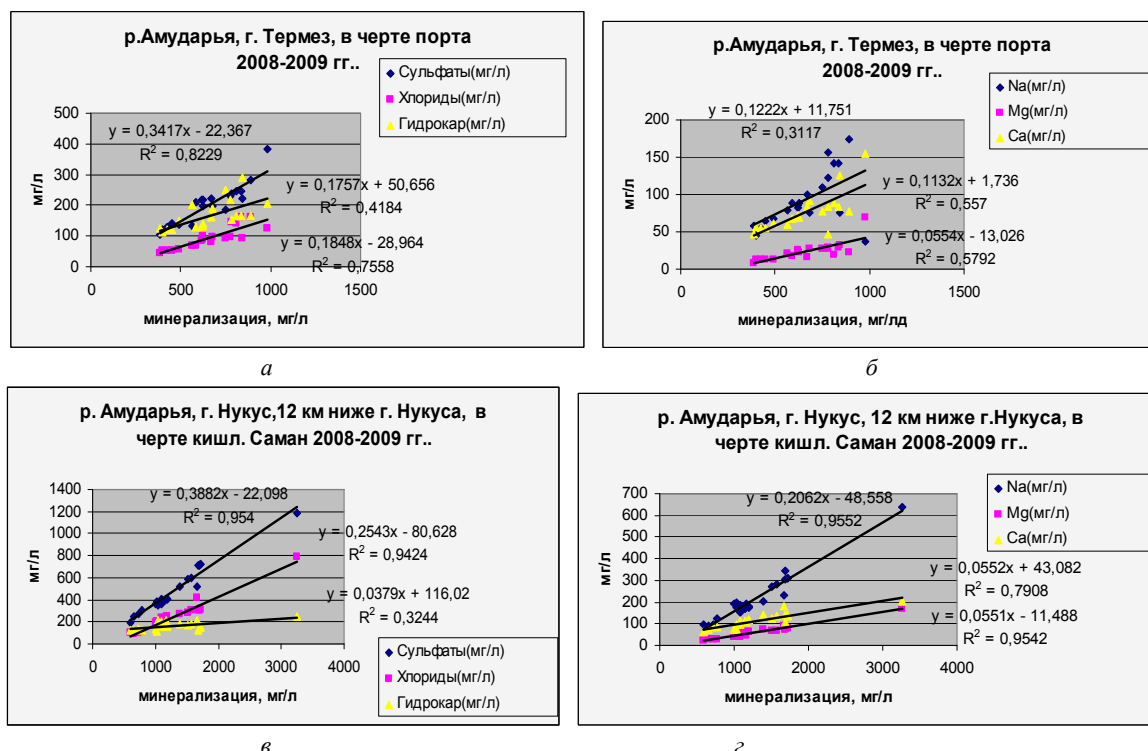 р.Амударья, г. Термез, в черте порта
2008-2009 гг..
Сульфаты(мг/л)
Хлориды(мг/л)
Гидрокар(мг/л)
y = 0,3417x - 22,367
R² = 0,8229
y = 0,1757x + 50,656
R² = 0,4184
y = 0,1848x - 28,964
R² = 0,7558
мг/л
500
400
300
200
100
0
0 500 1000 1500
минерализация, мг/л
а
р.Амударья, г. Термез, в черте порта
2008-2009 гг..
Na(мг/л)
Mg(мг/л)
Ca(мг/л)
y = 0,1222x + 11,751
R² = 0,3117
y = 0,1132x + 1,736
R² = 0,557
y = 0,0554x - 13,026
R² = 0,5792
мг/л
200
150
100
50
0
0 500 1000 1500
минерализация, мг/лд
б
р. Амударья, г. Нукус,12 км ниже г. Нукуса, в
черте кишл. Саман 2008-2009 гг..
y = 0,3882x - 22,098
R² = 0,954
y = 0,2543x - 80,628
R² = 0,9424
y = 0,0379x + 116,02
R² = 0,3244
мг/л
1400
1200
1000
800
600
400
200
0
0 1000 2000 3000 4000
минерализация, мг/л
Сульфаты(мг/л)
Хлориды(мг/л)
Гидрокар(мг/л)
в
р. Амударья, г. Нукус, 12 км ниже г.Нукуса, в
черте кишл. Саман 2008-2009 гг..
Na(мг/л)
Mg(мг/л)
Ca(мг/л)
y = 0,2062x - 48,558
R² = 0,9552
y = 0,0552x + 43,082
R² = 0,7908
y = 0,0551x - 11,488
R² = 0,9542
мг/л
700
600
500
400
300
200
100
0
0 1000 2000 3000 4000
минерализация, мг/л
г